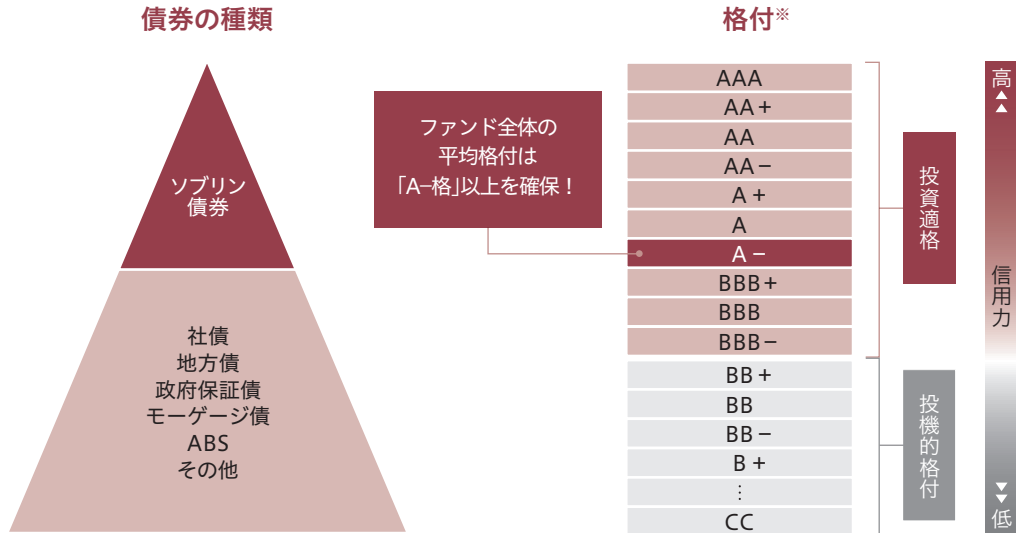 債券の種類
ソブリン
債券
社債
地方債
政府保証債
モーゲージ債
ABS
その他
格付※
ファンド全体の
平均格付は
「A–格」以上を確保！
AAA
AA+
AA
AA–
A+
A
A–
BBB+
BBB
BBB–
BB+
BB
BB–
B+
⋮
CC
投資適格
投機的格付
高
信用力
低